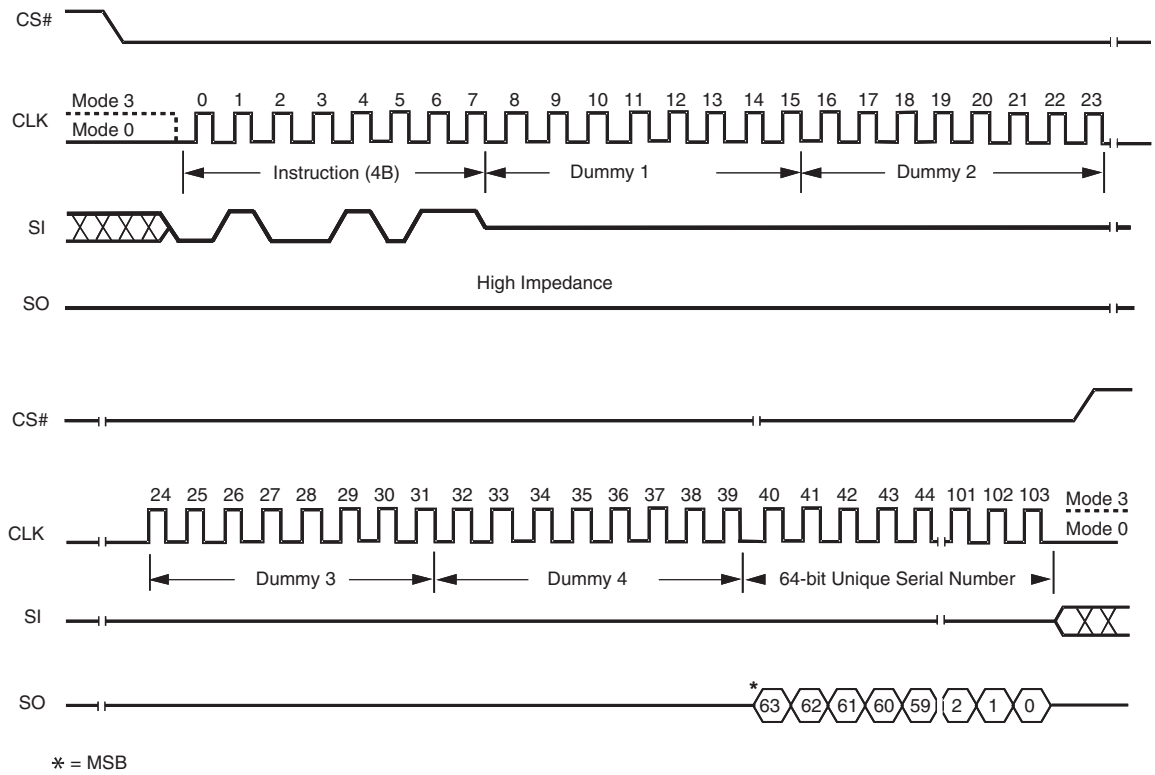 CS#
Mode 3
0 1 2 3 4 5 6 7 8 9 10 11 12 13 14 15 16 17 18 19 20 21 22 23
CLK
Mode 0
Instruction (4B) Dummy 1 Dummy 2
SI
High Impedance
SO
CS#
24 25 26 27 28 29 30 31 32 33 34 35 36 37 38 39 40 41 42 43 44 101 102 103
Mode 3
CLK
Mode 0
Dummy 3 Dummy 4 64-bit Unique Serial Number
SI
*
SO 63 62 61 60 59 2 1 0
* = MSB